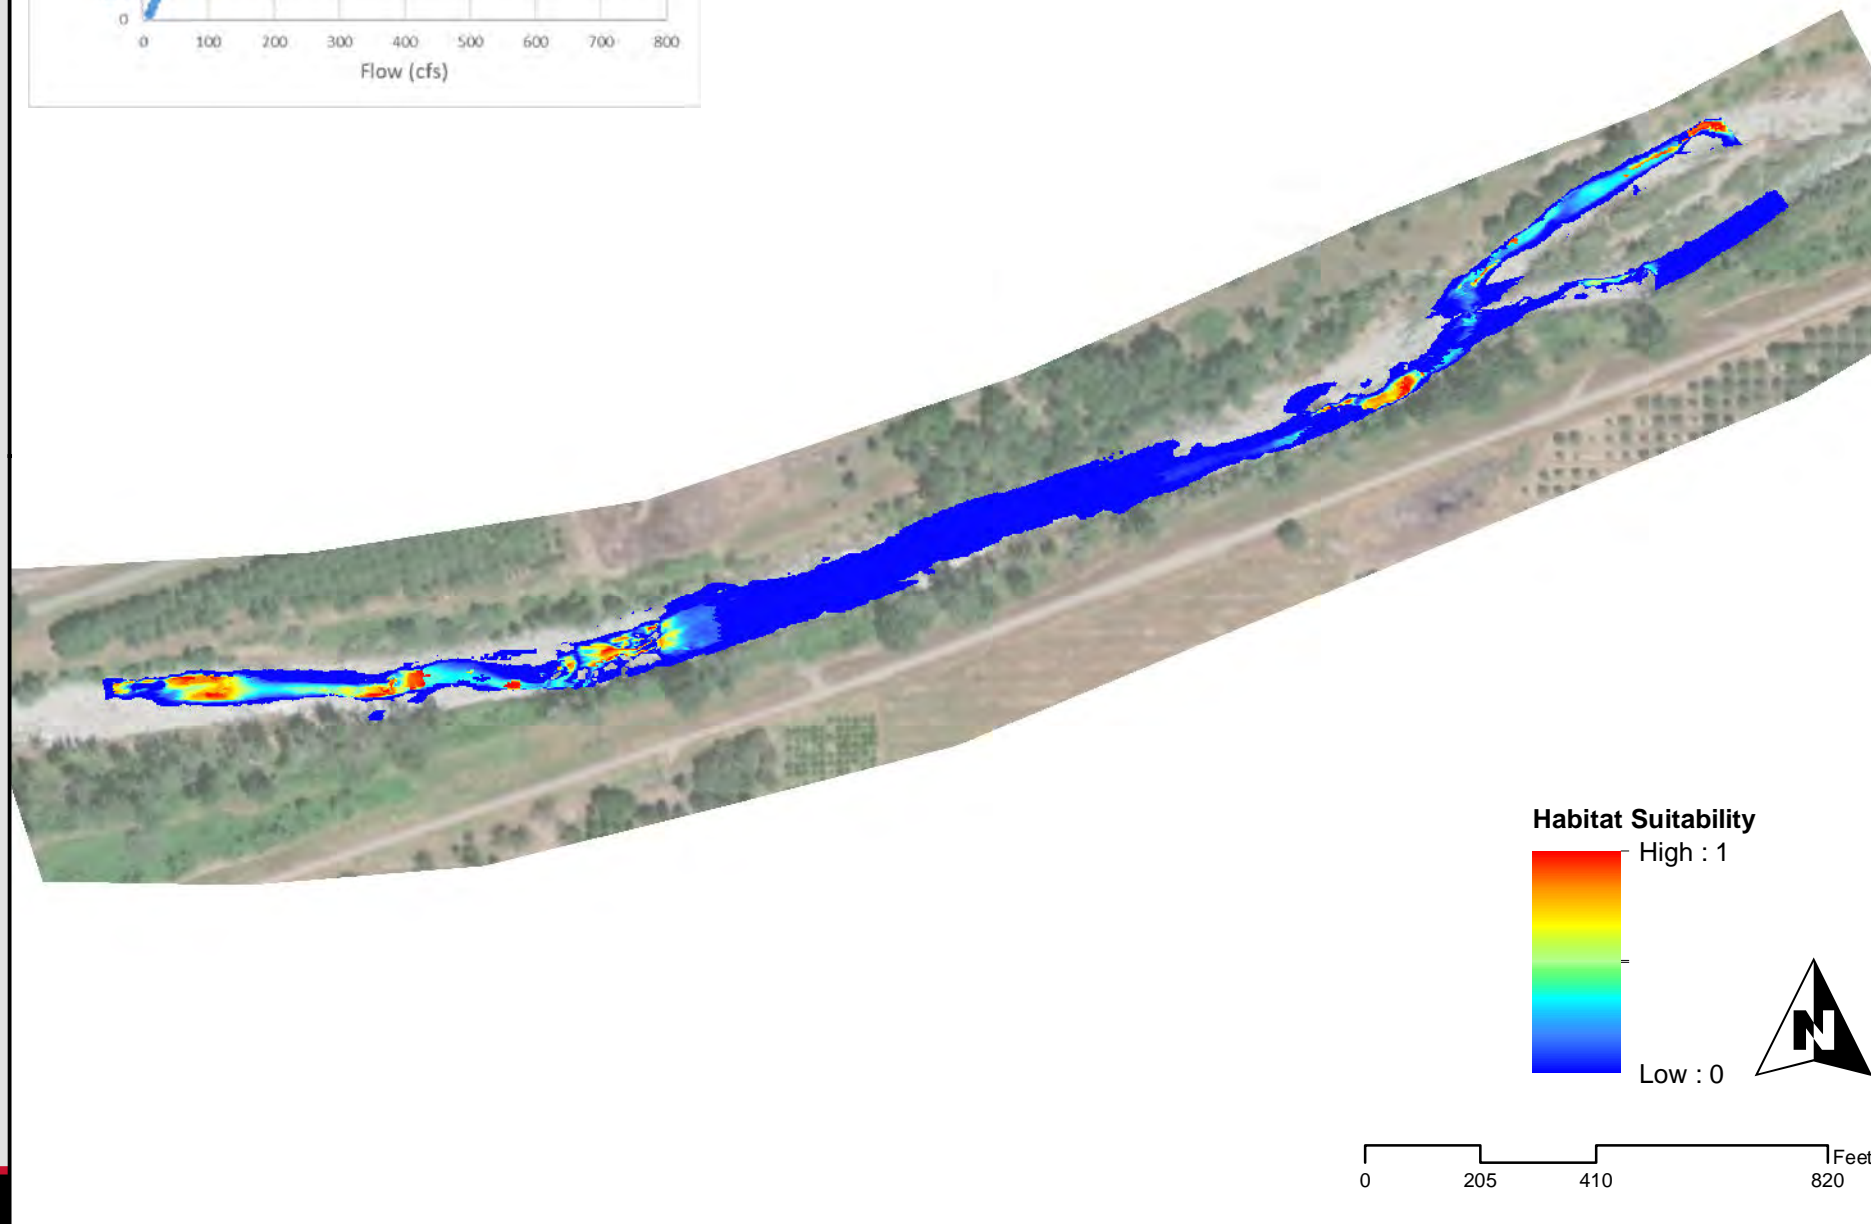 0
0 100 200 300 400 500 600 700 800
Flow (cfs)
Habitat Suitability
High : 1
Low : 0
N
Feet
0 205 410 820